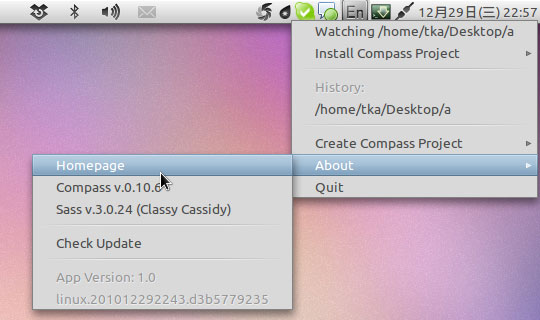 En 12月29日(三) 22:57
Watching /home/tka/Desktop/a
Install Compass Project
History:
/home/tka/Desktop/a
Create Compass Project
About
Quit
Homepage
Compass v.0.10.6
Sass v.3.0.24 (Classy Cassidy)
Check Update
App Version: 1.0
linux.201012292243.d3b5779235